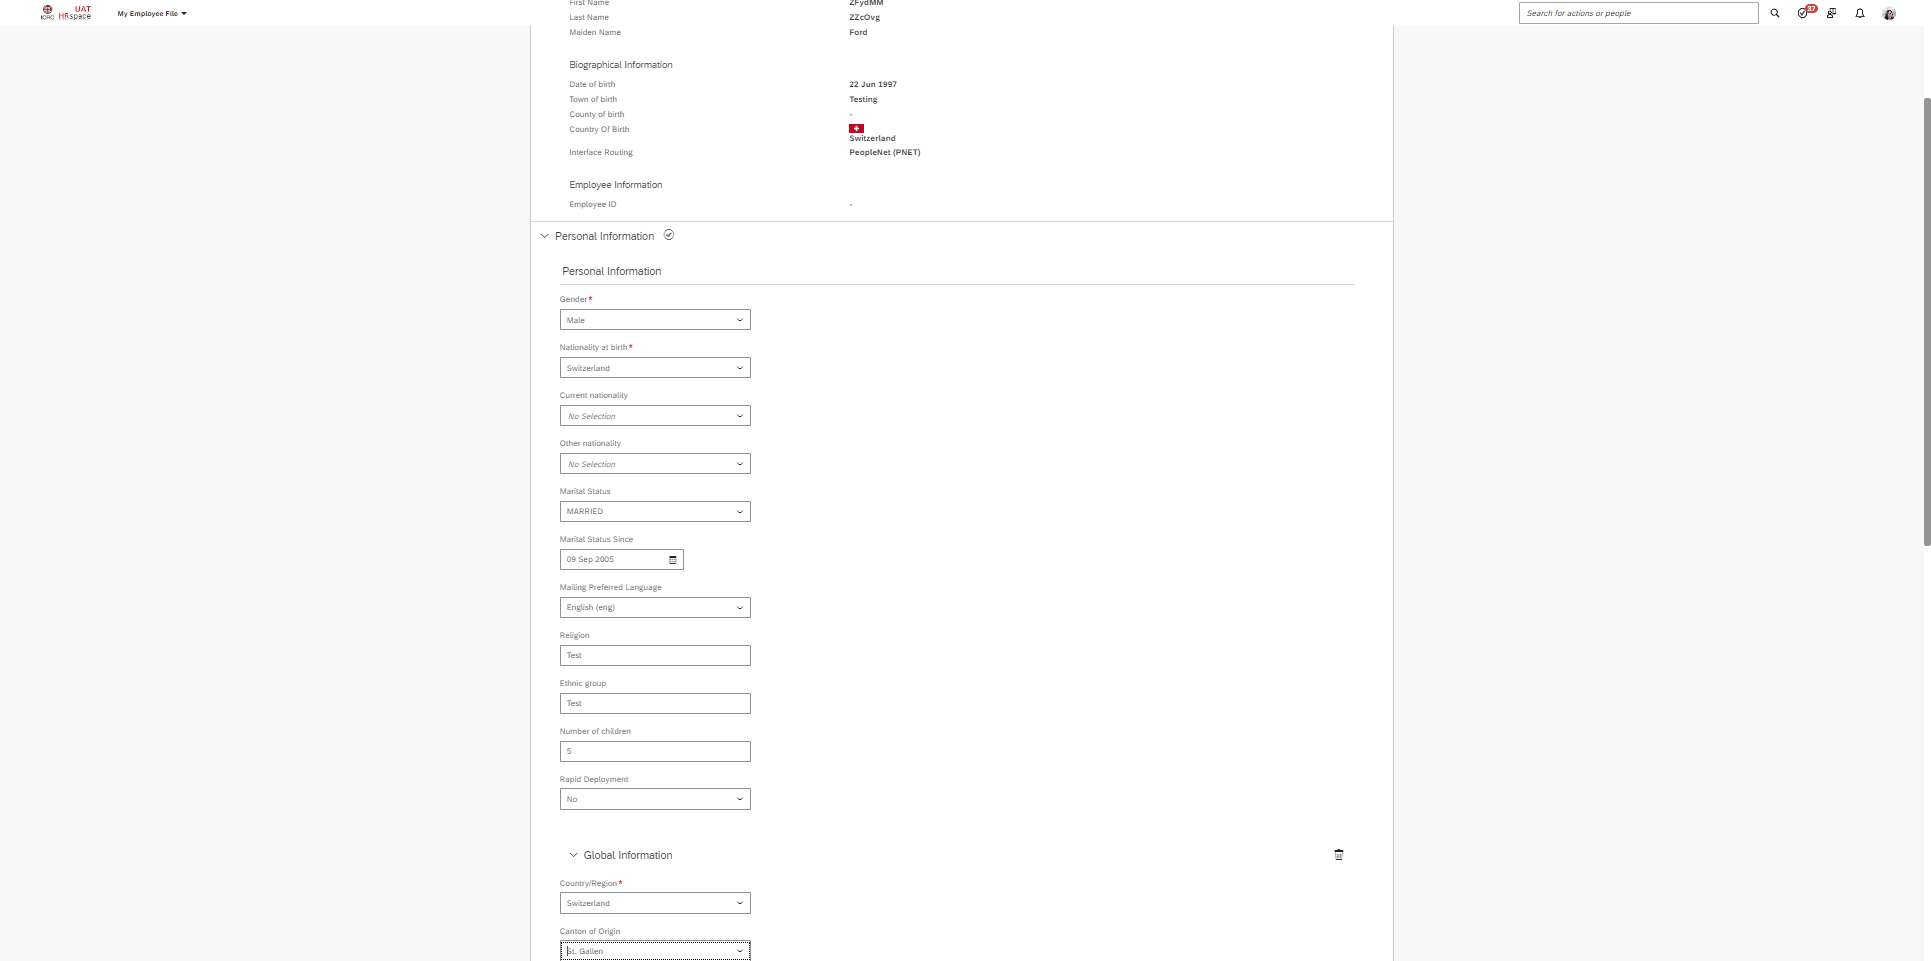 ICRC UAT
HRspace
My Employee File
Search for actions or people
37
First Name ZFydMM
Last Name ZZcOvg
Maiden Name Ford
Biographical Information
Date of birth 22 Jun 1997
Town of birth Testing
County of birth -
Country Of Birth
Switzerland
Interface Routing PeopleNet (PNET)
Employee Information
Employee ID -
Personal Information
Personal Information
Gender*
Male
Nationality at birth*
Switzerland
Current nationality
No Selection
Other nationality
No Selection
Marital Status
MARRIED
Marital Status Since
09 Sep 2005
Mailing Preferred Language
English (eng)
Religion
Test
Ethnic group
Test
Number of children
5
Rapid Deployment
No
Global Information
Country/Region*
Switzerland
Canton of Origin
St. Gallen